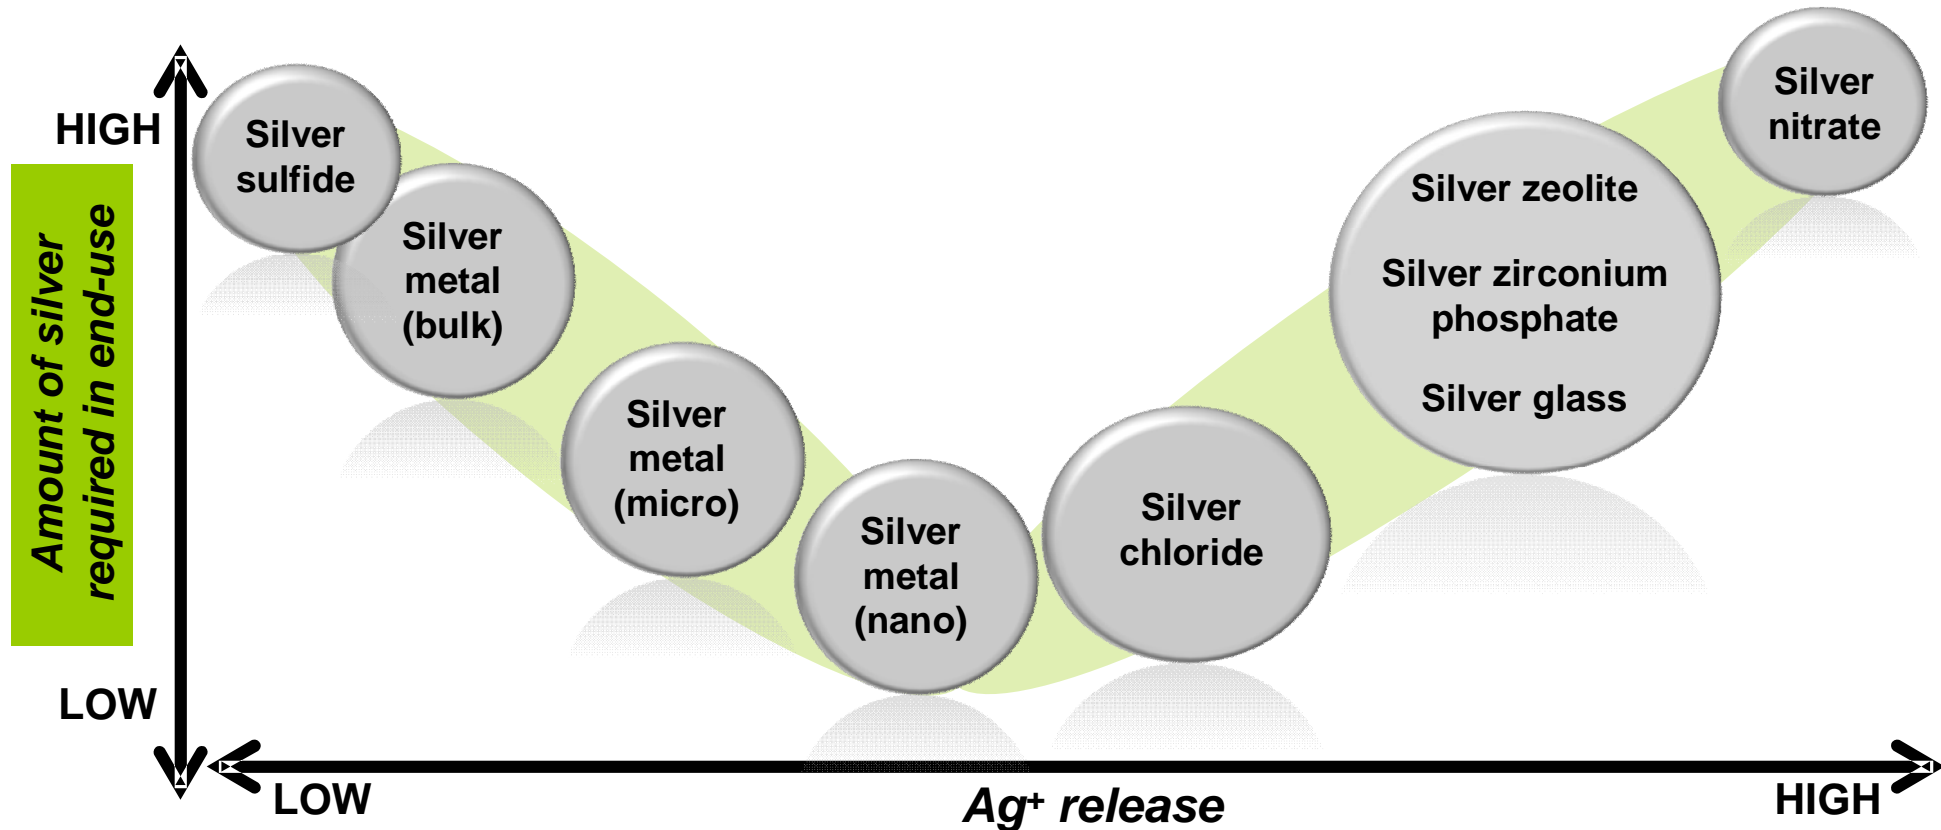 HIGH
Amount of silver
required in end-use
LOW
Silver
sulfide
Silver
metal
(bulk)
Silver
metal
(micro)
Silver
metal
(nano)
Silver
chloride
Silver zeolite
Silver zirconium
phosphate
Silver glass
Silver
nitrate
LOW
Ag⁺ release
HIGH